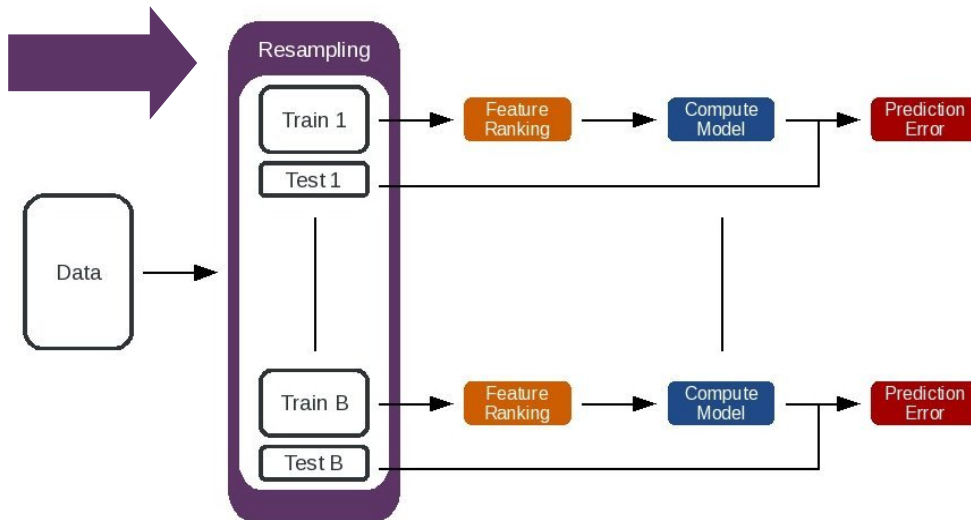 Resampling
Train 1
Feature
Ranking
Compute
Model
Prediction
Error
Test 1
Data
Train B
Feature
Ranking
Compute
Model
Prediction
Error
Test B